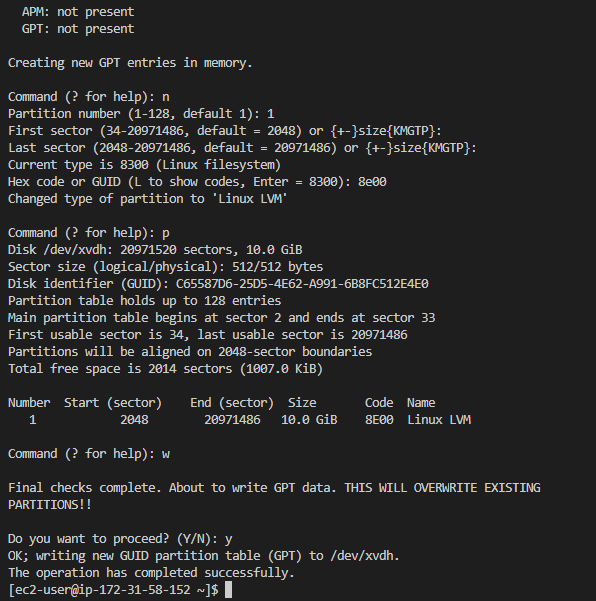 APM: not present
GPT: not present
Creating new GPT entries in memory.
Command (? for help): n
Partition number (1-128, default 1): 1
First sector (34-20971486, default = 2048) or {+-}size{KMGTP}:
Last sector (2048-20971486, default = 20971486) or {+-}size{KMGTP}:
Current type is 8300 (Linux filesystem)
Hex code or GUID (L to show codes, Enter = 8300): 8e00
Changed type of partition to 'Linux LVM'
Command (? for help): p
Disk /dev/xvdh: 20971520 sectors, 10.0 GiB
Sector size (logical/physical): 512/512 bytes
Disk identifier (GUID): C65587D6-25D5-4E62-A991-6B8FC512E4E0
Partition table holds up to 128 entries
Main partition table begins at sector 2 and ends at sector 33
First usable sector is 34, last usable sector is 20971486
Partitions will be aligned on 2048-sector boundaries
Total free space is 2014 sectors (1007.0 KiB)
Number  Start (sector)    End (sector)  Size       Code  Name
   1            2048        20971486   10.0 GiB    8E00  Linux LVM
Command (? for help): w
Final checks complete. About to write GPT data. THIS WILL OVERWRITE EXISTING
PARTITIONS!!
Do you want to proceed? (Y/N): y
OK; writing new GUID partition table (GPT) to /dev/xvdh.
The operation has completed successfully.
[ec2-user@ip-172-31-58-152 ~]$